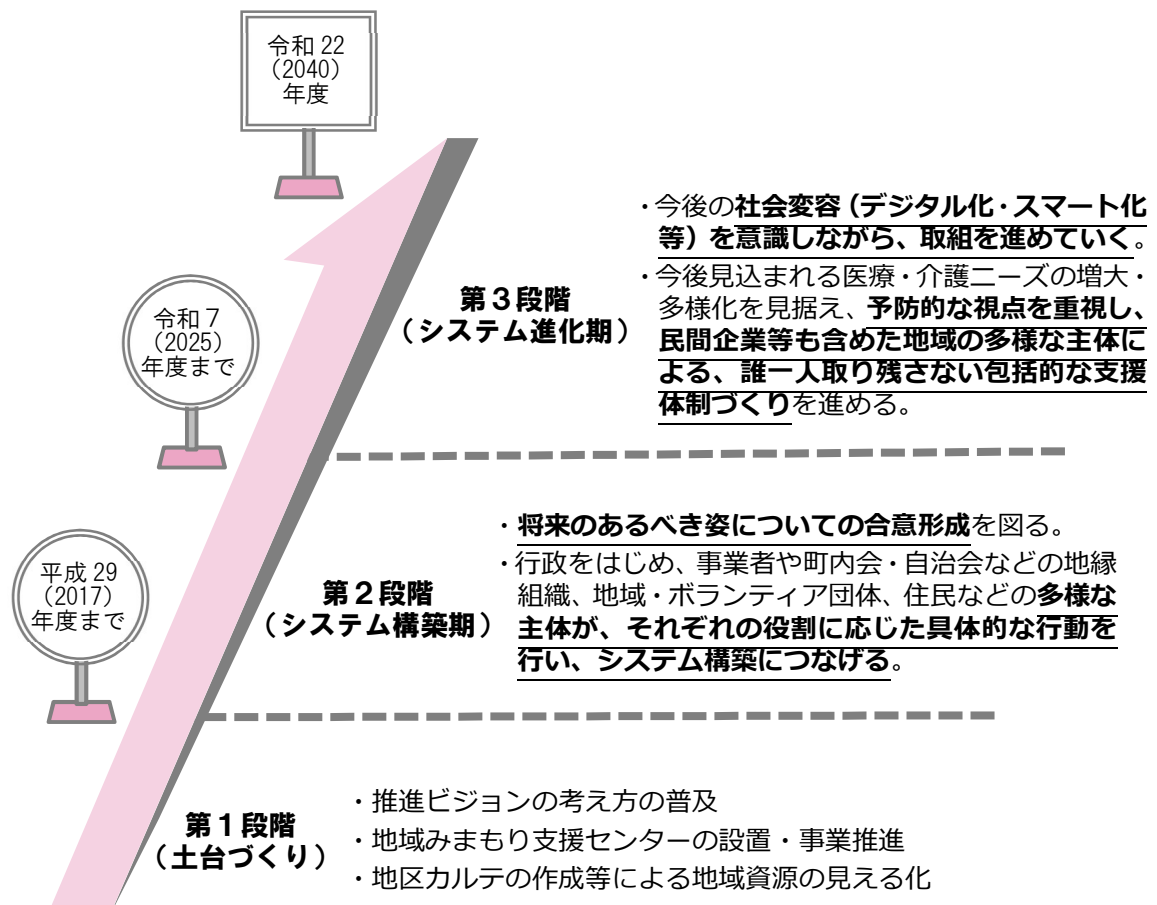 令和 22
（2040）
年度
・今後の社会変容（デジタル化・スマート化
等）を意識しながら、取組を進めていく。
・今後見込まれる医療・介護ニーズの増大・
多様化を見据え、予防的な視点を重視し、
民間企業等も含めた地域の多様な主体に
よる、誰一人取り残さない包括的な支援
体制づくりを進める。
第３段階
（システム進化期）
令和７
（2025）
年度まで
・将来のあるべき姿についての合意形成を図る。
・行政をはじめ、事業者や町内会・自治会などの地縁
組織、地域・ボランティア団体、住民などの多様な
主体が、それぞれの役割に応じた具体的な行動を
行い、システム構築につなげる。
第２段階
（システム構築期）
平成 29
（2017）
年度まで
第１段階
（土台づくり）
・推進ビジョンの考え方の普及
・地域みまもり支援センターの設置・事業推進
・地区カルテの作成等による地域資源の見える化